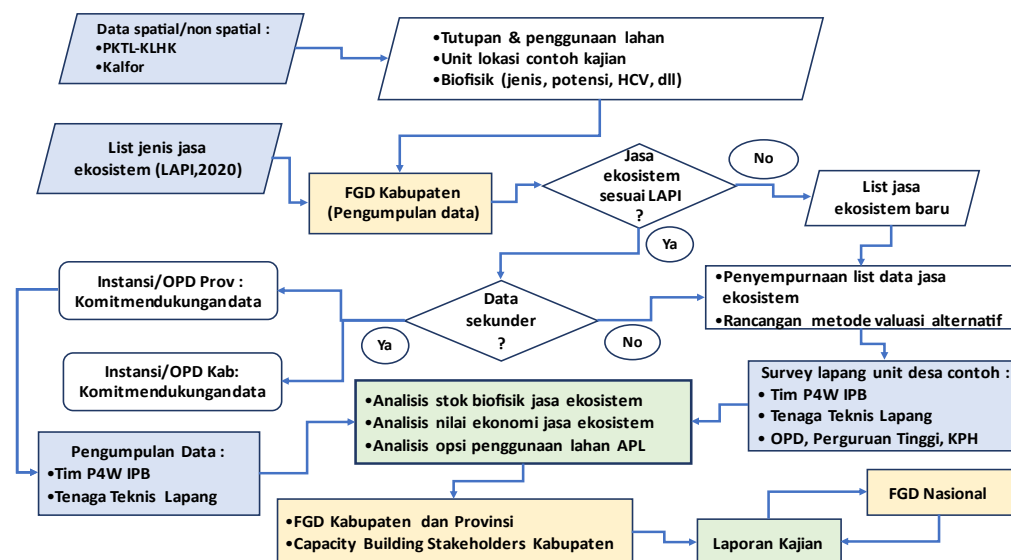 Data spatial/non spatial :
•PKTL-KLHK
•Kalfor
•Tutupan & penggunaan lahan
•Unit lokasi contoh kajian
•Biofisik (jenis, potensi, HCV, dll)
List jenis jasa
ekosistem (LAPI,2020)
FGD Kabupaten
(Pengumpulan data)
Jasa
ekosistem
sesuai LAPI
?
No
List jasa
ekosistem baru
Ya
Instansi/OPD Prov :
Komitmendukungandata
Data
sekunder
?
Ya
No
•Penyempurnaan list data jasa
ekosistem
•Rancangan metode valuasi alternatif
Instansi/OPD Kab:
Komitmendukungandata
•Analisis stok biofisik jasa ekosistem
•Analisis nilai ekonomi jasa ekosistem
•Analisis opsi penggunaan lahan APL
Survey lapang unit desa contoh :
• Tim P4W IPB
• Tenaga Teknis Lapang
• OPD, Perguruan Tinggi, KPH
Pengumpulan Data :
•Tim P4W IPB
•Tenaga Teknis Lapang
•FGD Kabupaten dan Provinsi
•Capacity Building Stakeholders Kabupaten
Laporan Kajian
FGD Nasional